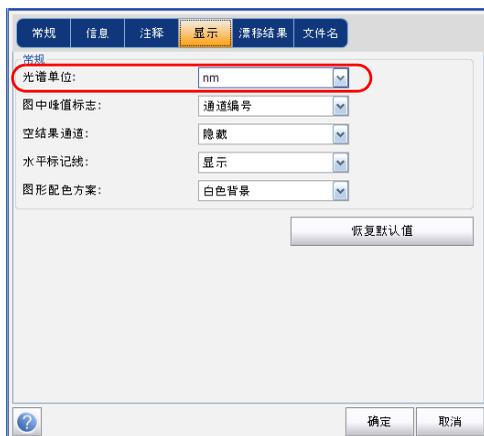 常规 信息 注释 显示 漂移结果 文件名
常规
光谱单位: nm
图中峰值标志: 通道编号
空结果通道: 隐藏
水平标记线: 显示
图形配色方案: 白色背景
恢复默认值
? 确定 取消